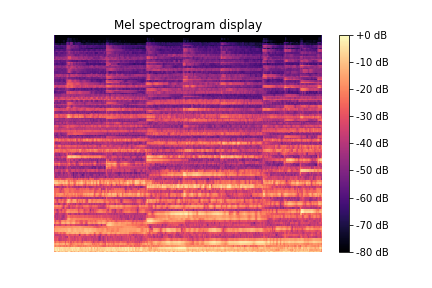 Mel spectrogram display
+0 dB
-10 dB
-20 dB
-30 dB
-40 dB
-50 dB
-60 dB
-70 dB
-80 dB